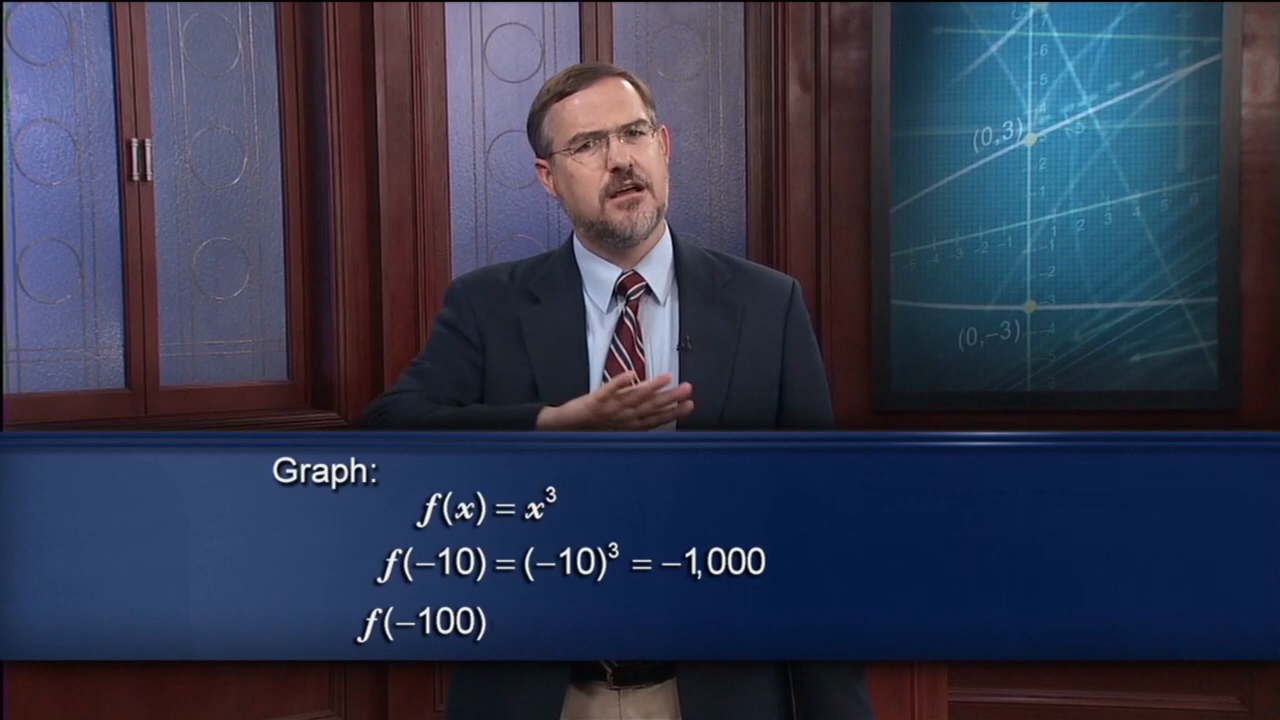 (0,3)
(0,−3)
Graph:
f(x) = x³
f(−10) = (−10)³ = −1,000
f(−100)